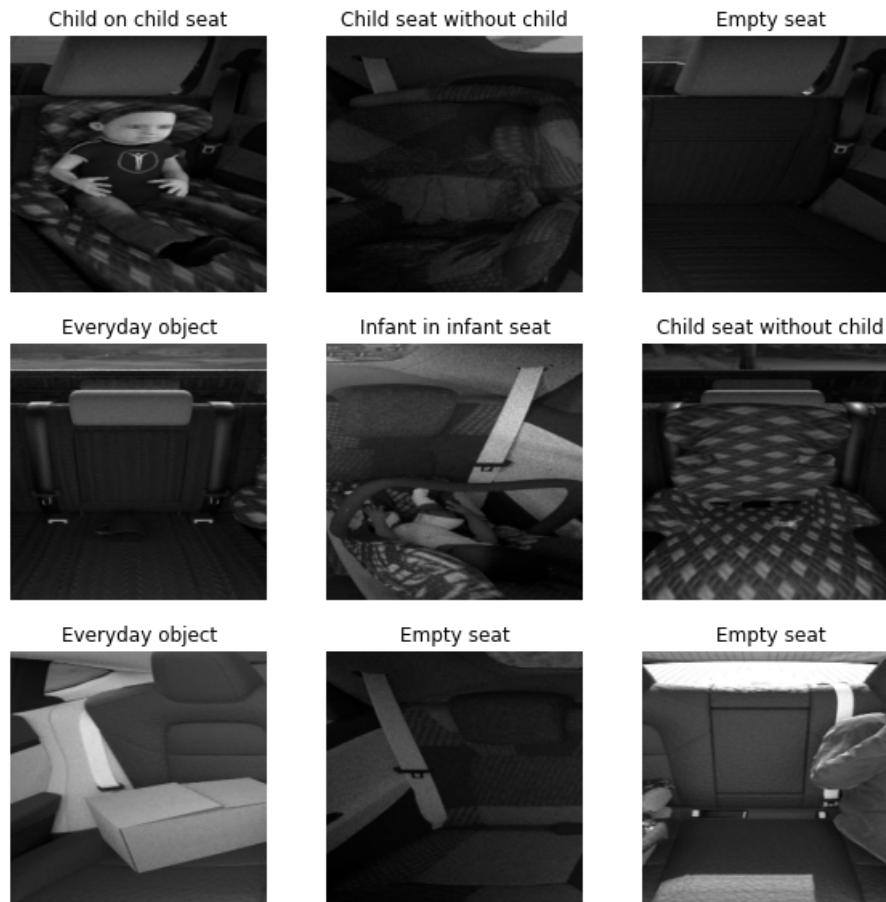 Child on child seat
Child seat without child
Empty seat
Everyday object
Infant in infant seat
Child seat without child
Everyday object
Empty seat
Empty seat